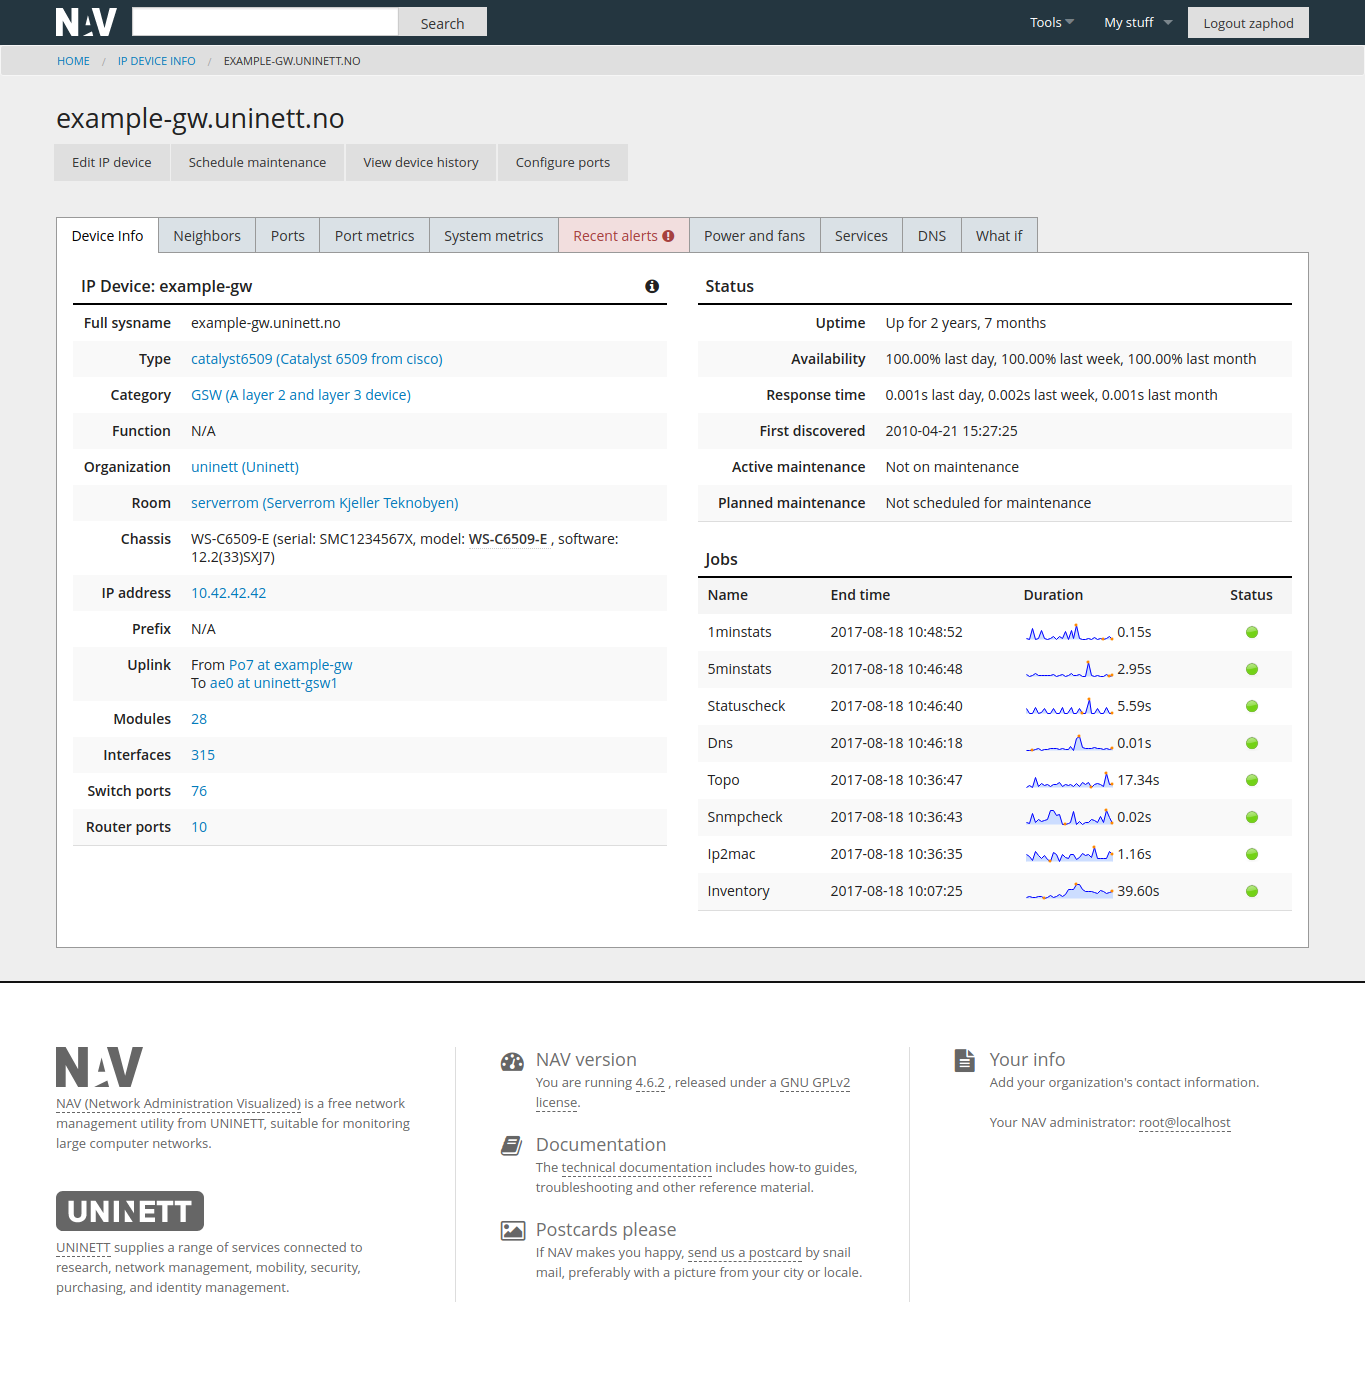 NAV
Search
Tools
My stuff
Logout zaphod
HOME / IP DEVICE INFO / EXAMPLE-GW.UNINETT.NO
example-gw.uninett.no
Edit IP device
Schedule maintenance
View device history
Configure ports
Device Info
Neighbors
Ports
Port metrics
System metrics
Recent alerts
Power and fans
Services
DNS
What if
IP Device: example-gw
Full sysname example-gw.uninett.no
Type catalyst6509 (Catalyst 6509 from cisco)
Category GSW (A layer 2 and layer 3 device)
Function N/A
Organization uninett (Uninett)
Room serverrom (Serverrom Kjeller Teknobyen)
Chassis WS-C6509-E (serial: SMC1234567X, model: WS-C6509-E , software:
12.2(33)SXJ7)
IP address 10.42.42.42
Prefix N/A
Uplink From Po7 at example-gw
To ae0 at uninett-gsw1
Modules 28
Interfaces 315
Switch ports 76
Router ports 10
Status
Uptime Up for 2 years, 7 months
Availability 100.00% last day, 100.00% last week, 100.00% last month
Response time 0.001s last day, 0.002s last week, 0.001s last month
First discovered 2010-04-21 15:27:25
Active maintenance Not on maintenance
Planned maintenance Not scheduled for maintenance
Jobs
Name End time Duration Status
1minstats 2017-08-18 10:48:52 0.15s
5minstats 2017-08-18 10:46:48 2.95s
Statuscheck 2017-08-18 10:46:40 5.59s
Dns 2017-08-18 10:46:18 0.01s
Topo 2017-08-18 10:36:47 17.34s
Snmpcheck 2017-08-18 10:36:43 0.02s
Ip2mac 2017-08-18 10:36:35 1.16s
Inventory 2017-08-18 10:07:25 39.60s
NAV
NAV (Network Administration Visualized) is a free network
management utility from UNINETT, suitable for monitoring
large computer networks.
UNINETT
UNINETT supplies a range of services connected to
research, network management, mobility, security,
purchasing, and identity management.
NAV version
You are running 4.6.2 , released under a GNU GPLv2
license.
Documentation
The technical documentation includes how-to guides,
troubleshooting and other reference material.
Postcards please
If NAV makes you happy, send us a postcard by snail
mail, preferably with a picture from your city or locale.
Your info
Add your organization's contact information.
Your NAV administrator: root@localhost